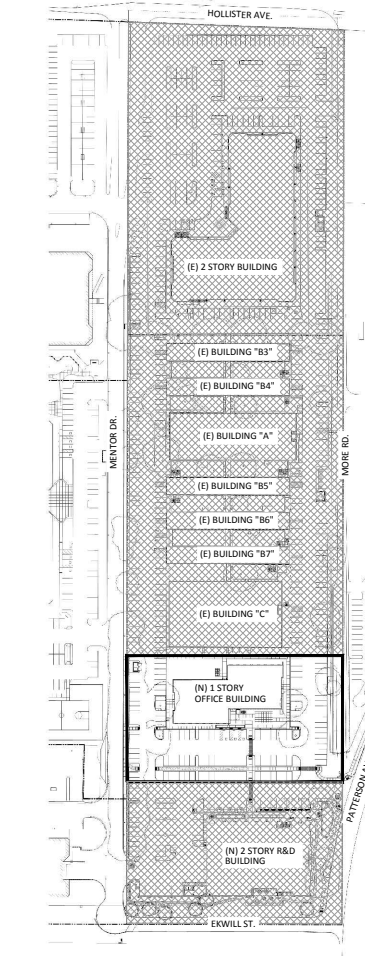 HOLLISTER AVE.
(E) 2 STORY BUILDING
(E) BUILDING "B3"
(E) BUILDING "B4"
(E) BUILDING "A"
MENTOR DR.
MORE RD.
(E) BUILDING "B5"
(E) BUILDING "B6"
(E) BUILDING "B7"
(E) BUILDING "C"
(N) 1 STORY
OFFICE BUILDING
PATTERSON AV
(N) 2 STORY R&D
BUILDING
EKWILL ST.